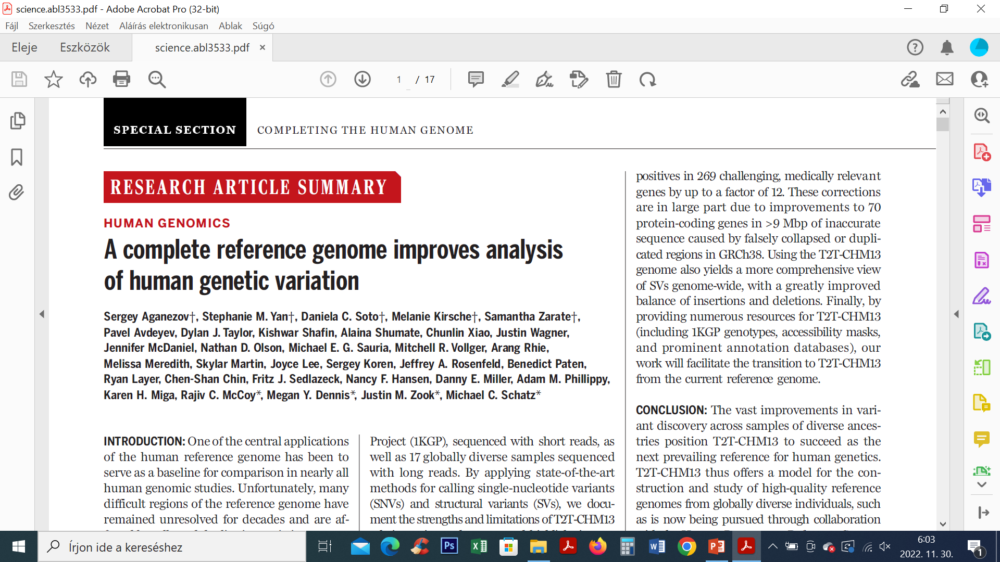 science.abl3533.pdf - Adobe Acrobat Pro (32-bit)
Fájl Szerkesztés Nézet Aláírás elektronikusan Ablak Súgó
Eleje Eszközök science.abl3533.pdf ×
1 / 17
SPECIAL SECTION COMPLETING THE HUMAN GENOME
RESEARCH ARTICLE SUMMARY
HUMAN GENOMICS
A complete reference genome improves analysis
of human genetic variation
Sergey Aganezov†, Stephanie M. Yan†, Daniela C. Soto†, Melanie Kirsche†, Samantha Zarate†,
Pavel Avdeyev, Dylan J. Taylor, Kishwar Shafin, Alaina Shumate, Chunlin Xiao, Justin Wagner,
Jennifer McDaniel, Nathan D. Olson, Michael E. G. Sauria, Mitchell R. Vollger, Arang Rhie,
Melissa Meredith, Skylar Martin, Joyce Lee, Sergey Koren, Jeffrey A. Rosenfeld, Benedict Paten,
Ryan Layer, Chen-Shan Chin, Fritz J. Sedlazeck, Nancy F. Hansen, Danny E. Miller, Adam M. Phillippy,
Karen H. Miga, Rajiv C. McCoy*, Megan Y. Dennis*, Justin M. Zook*, Michael C. Schatz*
INTRODUCTION: One of the central applications
of the human reference genome has been to
serve as a baseline for comparison in nearly all
human genomic studies. Unfortunately, many
difficult regions of the reference genome have
remained unresolved for decades and are af-
Project (1KGP), sequenced with short reads, as
well as 17 globally diverse samples sequenced
with long reads. By applying state-of-the-art
methods for calling single-nucleotide variants
(SNVs) and structural variants (SVs), we docu-
ment the strengths and limitations of T2T-CHM13
positives in 269 challenging, medically relevant
genes by up to a factor of 12. These corrections
are in large part due to improvements to 70
protein-coding genes in >9 Mbp of inaccurate
sequence caused by falsely collapsed or dupli-
cated regions in GRCh38. Using the T2T-CHM13
genome also yields a more comprehensive view
of SVs genome-wide, with a greatly improved
balance of insertions and deletions. Finally, by
providing numerous resources for T2T-CHM13
(including 1KGP genotypes, accessibility masks,
and prominent annotation databases), our
work will facilitate the transition to T2T-CHM13
from the current reference genome.
CONCLUSION: The vast improvements in vari-
ant discovery across samples of diverse ances-
tries position T2T-CHM13 to succeed as the
next prevailing reference for human genetics.
T2T-CHM13 thus offers a model for the con-
struction and study of high-quality reference
genomes from globally diverse individuals, such
as is now being pursued through collaboration
Írjon ide a kereséshez
Ps
6:03
2022. 11. 30.
1